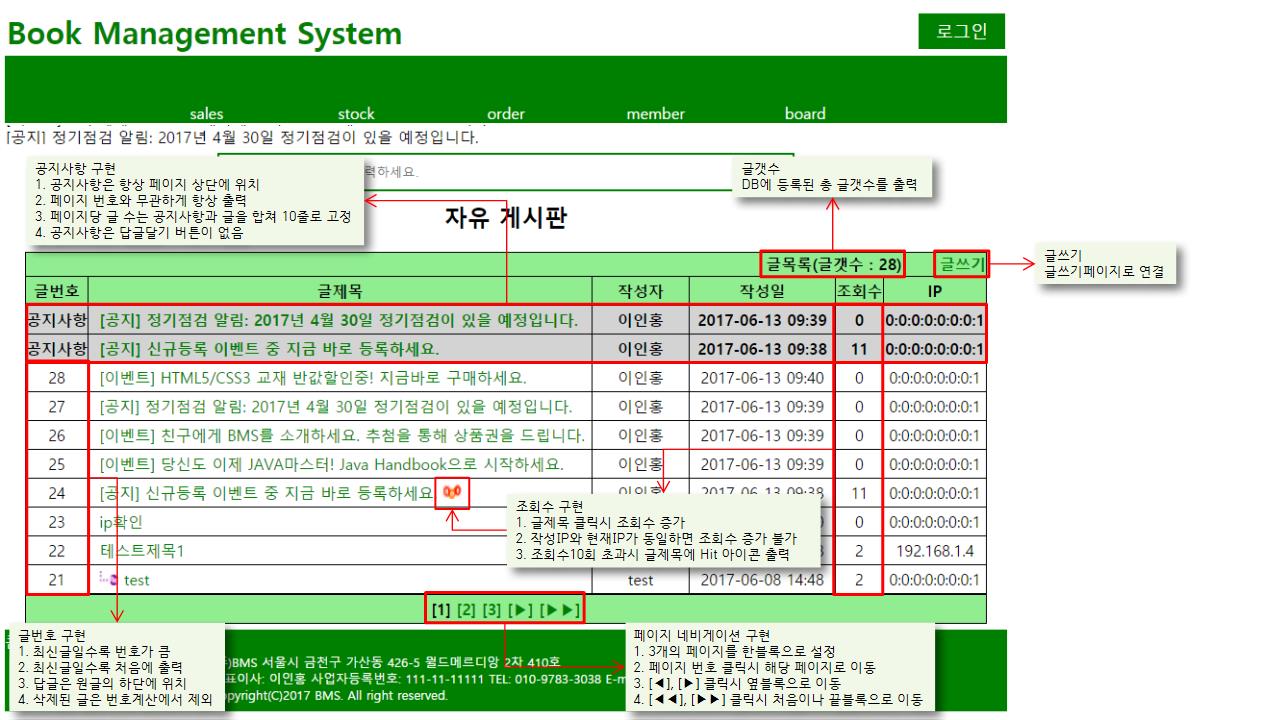 Book Management System
로그인
sales stock order member board
[공지] 정기점검 알림: 2017년 4월 30일 정기점검이 있을 예정입니다.
력하세요.
공지사항 구현
1. 공지사항은 항상 페이지 상단에 위치
2. 페이지 번호와 무관하게 항상 출력
3. 페이지당 글 수는 공지사항과 글을 합쳐 10줄로 고정
4. 공지사항은 답글달기 버튼이 없음
글갯수
DB에 등록된 총 글갯수를 출력
자유 게시판
글목록(글갯수 : 28) 글쓰기
글쓰기
글쓰기페이지로 연결
글번호 글제목 작성자 작성일 조회수 IP
공지사항 [공지] 정기점검 알림: 2017년 4월 30일 정기점검이 있을 예정입니다. 이인홍 2017-06-13 09:39 0 0:0:0:0:0:0:0:1
공지사항 [공지] 신규등록 이벤트 중 지금 바로 등록하세요. 이인홍 2017-06-13 09:38 11 0:0:0:0:0:0:0:1
28 [이벤트] HTML5/CSS3 교재 반값할인중! 지금바로 구매하세요. 이인홍 2017-06-13 09:40 0 0:0:0:0:0:0:0:1
27 [공지] 정기점검 알림: 2017년 4월 30일 정기점검이 있을 예정입니다. 이인홍 2017-06-13 09:39 0 0:0:0:0:0:0:0:1
26 [이벤트] 친구에게 BMS를 소개하세요. 추첨을 통해 상품권을 드립니다. 이인홍 2017-06-13 09:39 0 0:0:0:0:0:0:0:1
25 [이벤트] 당신도 이제 JAVA마스터! Java Handbook으로 시작하세요. 이인홍 2017-06-13 09:39 0 0:0:0:0:0:0:0:1
24 [공지] 신규등록 이벤트 중 지금 바로 등록하세요. 이인홍 2017-06-13 09:38 11 0:0:0:0:0:0:0:1
23 ip확인 0 0:0:0:0:0:0:0:1
22 테스트제목1 2 192.168.1.4
21 test test 2017-06-08 14:48 2 0:0:0:0:0:0:0:1
조회수 구현
1. 글제목 클릭시 조회수 증가
2. 작성IP와 현재IP가 동일하면 조회수 증가 불가
3. 조회수10회 초과시 글제목에 Hit 아이콘 출력
[1] [2] [3] [▶] [▶▶]
글번호 구현
1. 최신글일수록 번호가 큼
2. 최신글일수록 처음에 출력
3. 답글은 원글의 하단에 위치
4. 삭제된 글은 번호계산에서 제외
)BMS 서울시 금천구 가산동 426-5 월드메르디앙 2차 410호
표이사: 이인홍 사업자등록번호: 111-11-11111 TEL: 010-9783-3038 E-m
pyright(C)2017 BMS. All right reserved.
페이지 네비게이션 구현
1. 3개의 페이지를 한블록으로 설정
2. 페이지 번호 클릭시 해당 페이지로 이동
3. [◀], [▶] 클릭시 옆블록으로 이동
4. [◀◀], [▶▶] 클릭시 처음이나 끝블록으로 이동